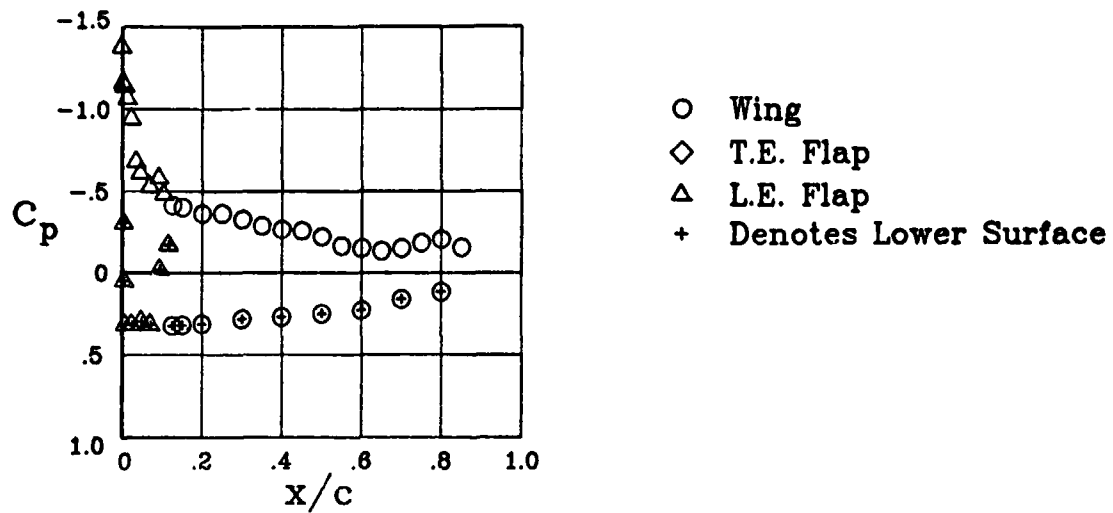 -1.5
-1.0
-.5
0
.5
1.0
Cp
0 .2 .4 .6 .8 1.0
x/c
Wing
T.E. Flap
L.E. Flap
+ Denotes Lower Surface